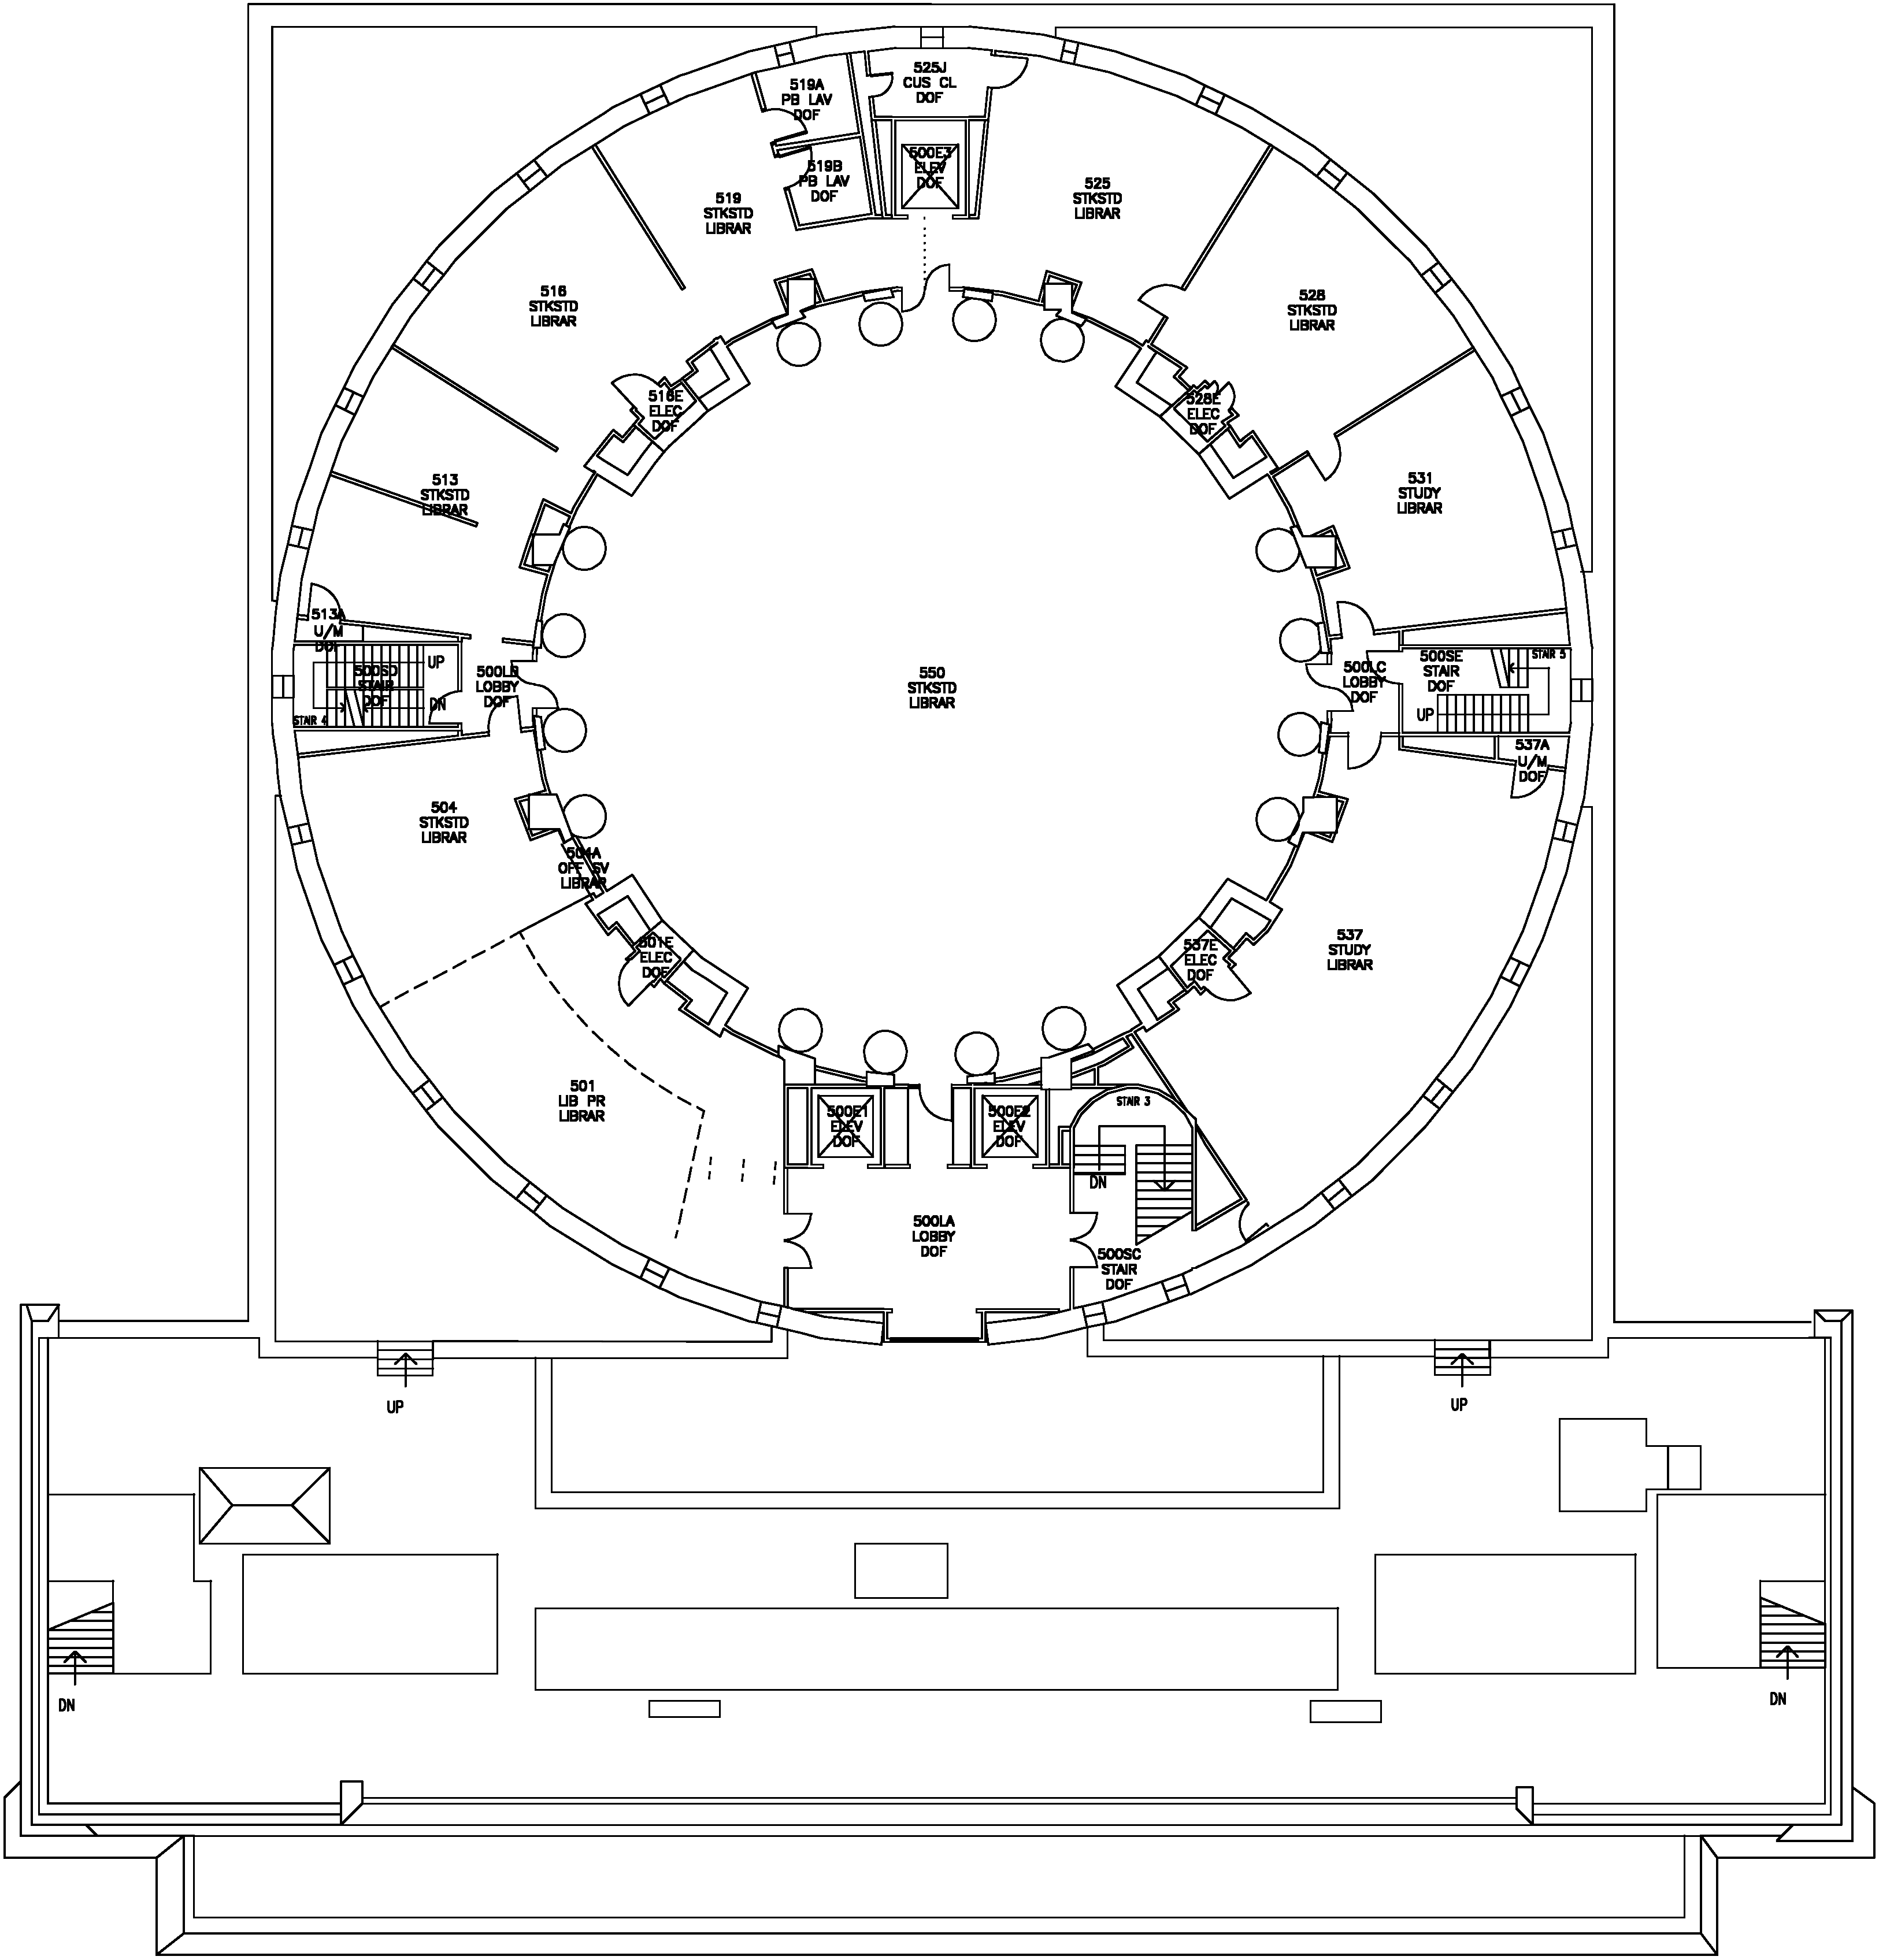 525J
CUS CL
DOF
519A
PB LAV
DOF
519B
PB LAV
DOF
500E3
ELEV
DOF
525
STKSTD
LIBRAR
519
STKSTD
LIBRAR
516
STKSTD
LIBRAR
528
STKSTD
LIBRAR
516E
ELEC
DOF
528E
ELEC
DOF
513
STKSTD
LIBRAR
531
STUDY
LIBRAR
513A
U/M
DOF
500SD
STAIR
DOF
UP
DN
STAIR 4
500LB
LOBBY
DOF
550
STKSTD
LIBRAR
500LC
LOBBY
DOF
500SE
STAIR
DOF
STAIR 5
UP
537A
U/M
DOF
504
STKSTD
LIBRAR
504A
OFF SV
LIBRAR
501E
ELEC
DOF
537E
ELEC
DOF
537
STUDY
LIBRAR
501
LIB PR
LIBRAR
500E1
ELEV
DOF
500E2
ELEV
DOF
STAIR 3
DN
500LA
LOBBY
DOF
500SC
STAIR
DOF
UP
UP
DN
DN